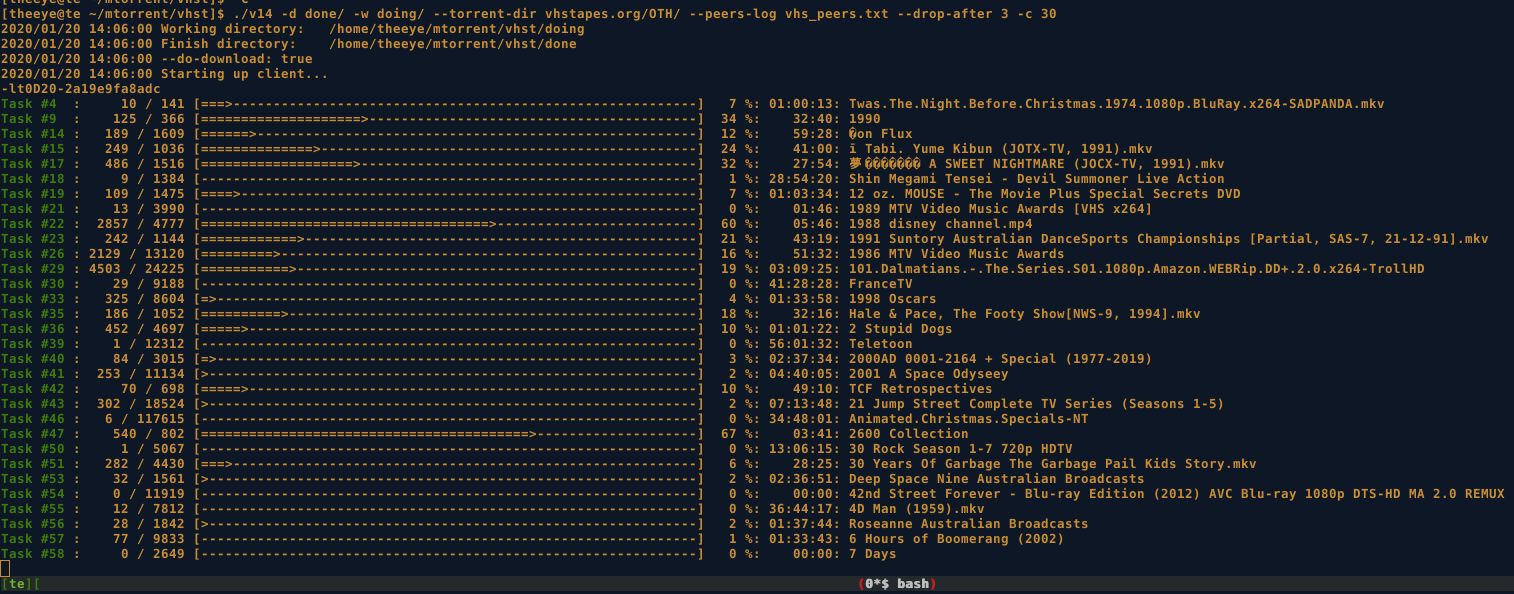 [theeye@te ~/mtorrent/vhst]$ ./v14 -d done/ -w doing/ --torrent-dir vhstapes.org/OTH/ --peers-log vhs_peers.txt --drop-after 3 -c 30
2020/01/20 14:06:00 Working directory:   /home/theeye/mtorrent/vhst/doing
2020/01/20 14:06:00 Finish directory:    /home/theeye/mtorrent/vhst/done
2020/01/20 14:06:00 --do-download: true
2020/01/20 14:06:00 Starting up client...
-lt0D20-2a19e9fa8adc
Task #4  :     10 / 141 [===>----------------------------------------------------------]   7 %: 01:00:13: Twas.The.Night.Before.Christmas.1974.1080p.BluRay.x264-SADPANDA.mkv
Task #9  :    125 / 366 [====================>-----------------------------------------]  34 %:    32:40: 1990
Task #14 :   189 / 1609 [======>-------------------------------------------------------]  12 %:    59:28: �on Flux
Task #15 :   249 / 1036 [==============>-----------------------------------------------]  24 %:    41:00: ī Tabi. Yume Kibun (JOTX-TV, 1991).mkv
Task #17 :   486 / 1516 [===================>------------------------------------------]  32 %:    27:54: 夢�������� A SWEET NIGHTMARE (JOCX-TV, 1991).mkv
Task #18 :     9 / 1384 [--------------------------------------------------------------]   1 %: 28:54:20: Shin Megami Tensei - Devil Summoner Live Action
Task #19 :   109 / 1475 [====>---------------------------------------------------------]   7 %: 01:03:34: 12 oz. MOUSE - The Movie Plus Special Secrets DVD
Task #21 :    13 / 3990 [--------------------------------------------------------------]   0 %:    01:46: 1989 MTV Video Music Awards [VHS x264]
Task #22 :  2857 / 4777 [====================================>-------------------------]  60 %:    05:46: 1988 disney channel.mp4
Task #23 :   242 / 1144 [============>-------------------------------------------------]  21 %:    43:19: 1991 Suntory Australian DanceSports Championships [Partial, SAS-7, 21-12-91].mkv
Task #26 : 2129 / 13120 [=========>----------------------------------------------------]  16 %:    51:32: 1986 MTV Video Music Awards
Task #29 : 4503 / 24225 [===========>--------------------------------------------------]  19 %: 03:09:25: 101.Dalmatians.-.The.Series.S01.1080p.Amazon.WEBRip.DD+.2.0.x264-TrollHD
Task #30 :    29 / 9188 [--------------------------------------------------------------]   0 %: 41:28:28: FranceTV
Task #33 :   325 / 8604 [=>------------------------------------------------------------]   4 %: 01:33:58: 1998 Oscars
Task #35 :   186 / 1052 [==========>---------------------------------------------------]  18 %:    32:16: Hale & Pace, The Footy Show[NWS-9, 1994].mkv
Task #36 :   452 / 4697 [=====>--------------------------------------------------------]  10 %: 01:01:22: 2 Stupid Dogs
Task #39 :    1 / 12312 [--------------------------------------------------------------]   0 %: 56:01:32: Teletoon
Task #40 :    84 / 3015 [=>------------------------------------------------------------]   3 %: 02:37:34: 2000AD 0001-2164 + Special (1977-2019)
Task #41 :  253 / 11134 [>-------------------------------------------------------------]   2 %: 04:40:05: 2001 A Space Odyseey
Task #42 :     70 / 698 [=====>--------------------------------------------------------]  10 %:    49:10: TCF Retrospectives
Task #43 :  302 / 18524 [>-------------------------------------------------------------]   2 %: 07:13:48: 21 Jump Street Complete TV Series (Seasons 1-5)
Task #46 :   6 / 117615 [--------------------------------------------------------------]   0 %: 34:48:01: Animated.Christmas.Specials-NT
Task #47 :    540 / 802 [=========================================>--------------------]  67 %:    03:41: 2600 Collection
Task #50 :     1 / 5067 [--------------------------------------------------------------]   0 %: 13:06:15: 30 Rock Season 1-7 720p HDTV
Task #51 :   282 / 4430 [===>----------------------------------------------------------]   6 %:    28:25: 30 Years Of Garbage The Garbage Pail Kids Story.mkv
Task #53 :    32 / 1561 [>-------------------------------------------------------------]   2 %: 02:36:51: Deep Space Nine Australian Broadcasts
Task #54 :    0 / 11919 [--------------------------------------------------------------]   0 %:    00:00: 42nd Street Forever - Blu-ray Edition (2012) AVC Blu-ray 1080p DTS-HD MA 2.0 REMUX
Task #55 :    12 / 7812 [--------------------------------------------------------------]   0 %: 36:44:17: 4D Man (1959).mkv
Task #56 :    28 / 1842 [>-------------------------------------------------------------]   2 %: 01:37:44: Roseanne Australian Broadcasts
Task #57 :    77 / 9833 [--------------------------------------------------------------]   1 %: 01:33:43: 6 Hours of Boomerang (2002)
Task #58 :     0 / 2649 [--------------------------------------------------------------]   0 %:    00:00: 7 Days
[te][ (0*$ bash)